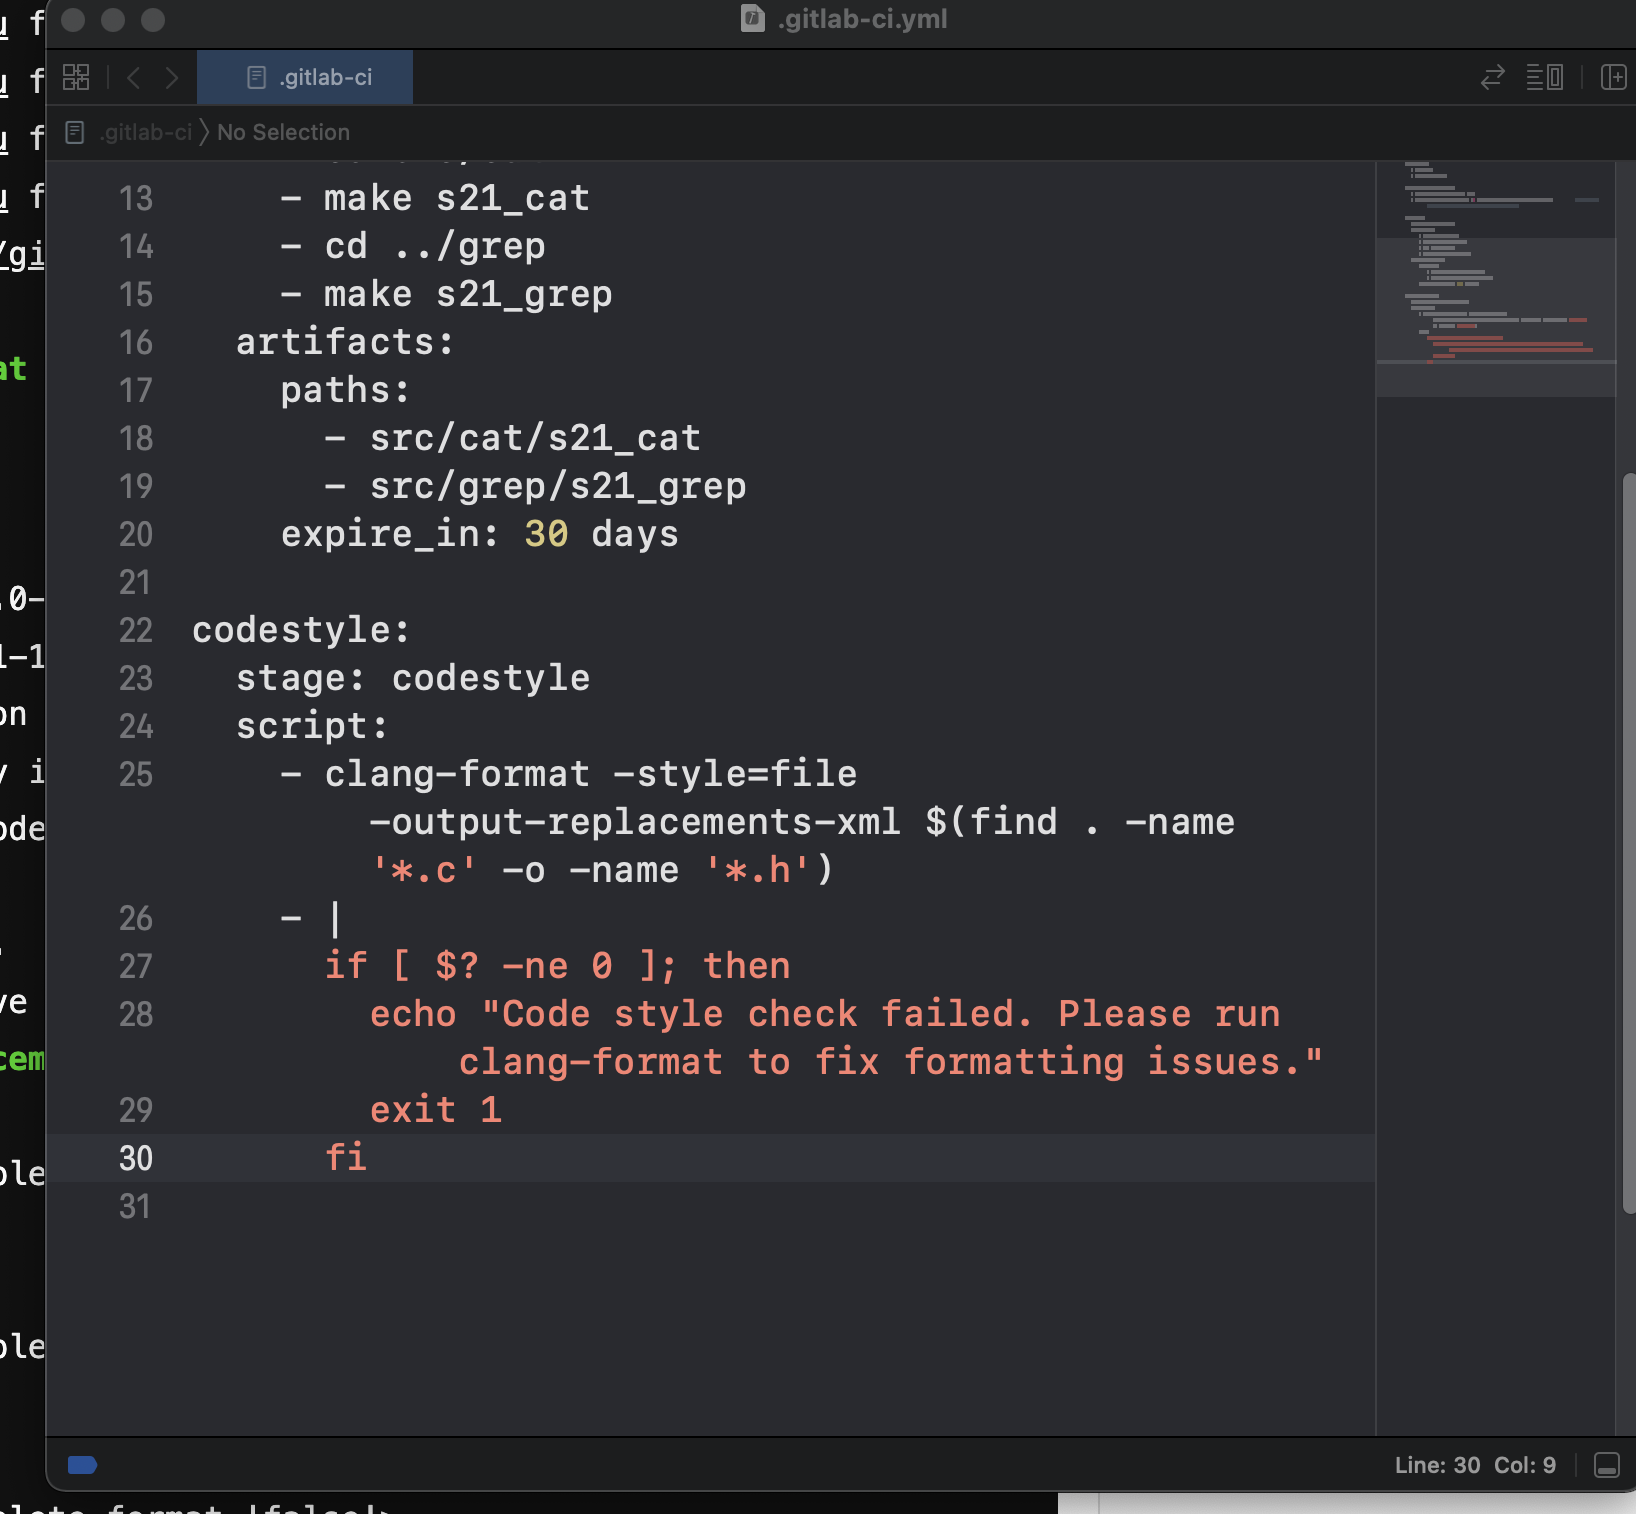 .gitlab-ci.yml
.gitlab-ci
.gitlab-ci 〉 No Selection
13 - make s21_cat
14 - cd ../grep
15 - make s21_grep
16 artifacts:
17 paths:
18 - src/cat/s21_cat
19 - src/grep/s21_grep
20 expire_in: 30 days
21
22 codestyle:
23 stage: codestyle
24 script:
25 - clang-format -style=file
-output-replacements-xml $(find . -name
'*.c' -o -name '*.h')
26 - |
27 if [ $? -ne 0 ]; then
28 echo "Code style check failed. Please run
clang-format to fix formatting issues."
29 exit 1
30 fi
31
Line: 30 Col: 9